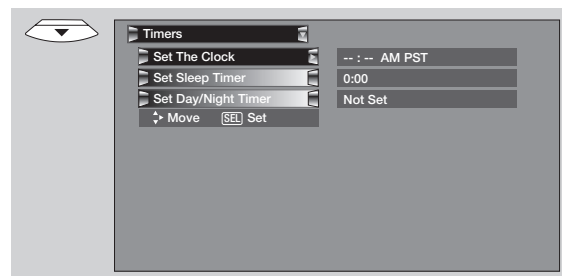 Timers
Set The Clock -- : -- AM PST
Set Sleep Timer 0:00
Set Day/Night Timer Not Set
Move SEL Set